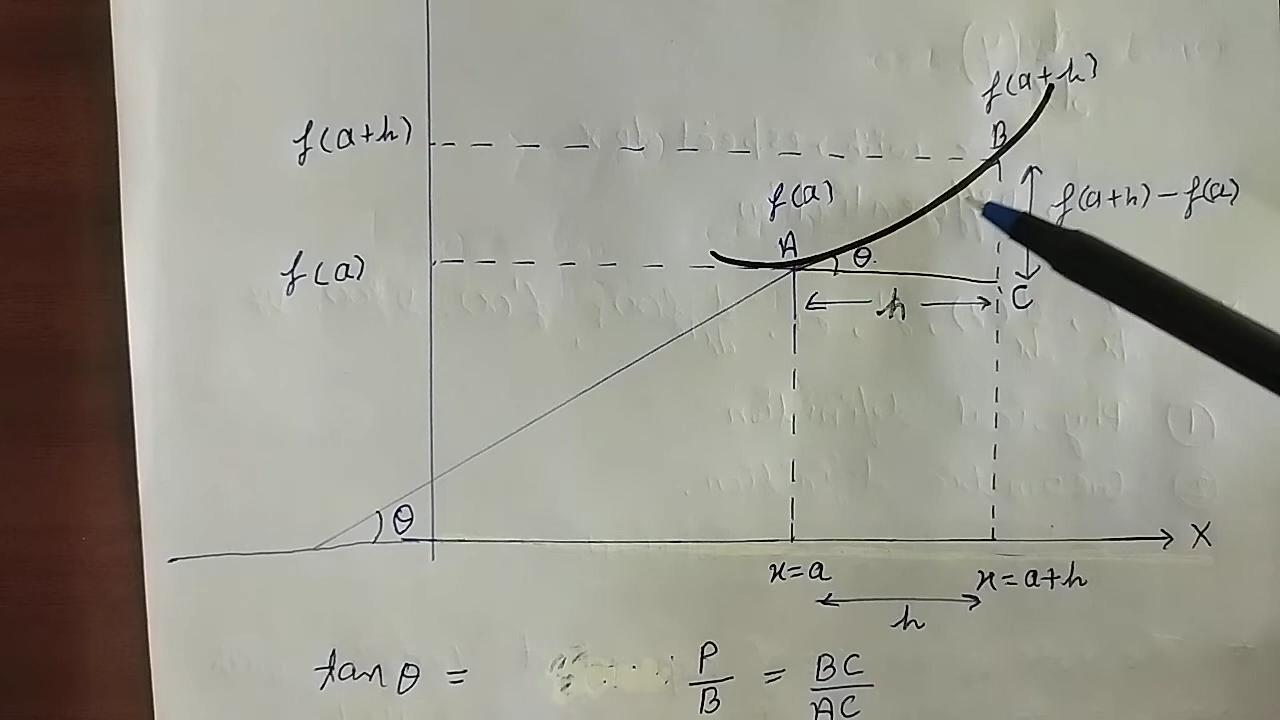 f(a+h)
f(a+h)
B
f(a)
f(a+h) - f(a)
A
θ
f(a)
h
C
θ
X
x=a
x=a+h
h
tan θ = P/B = BC/AC